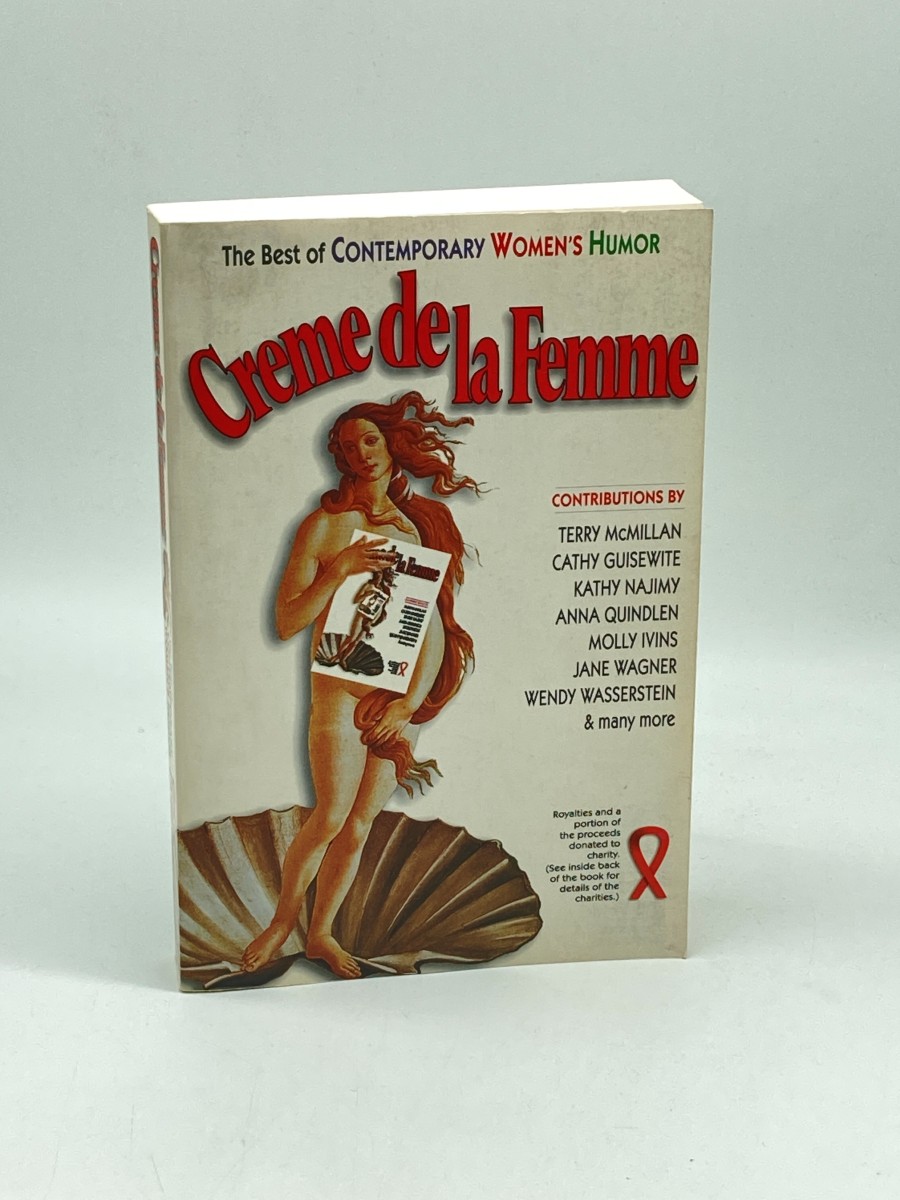 The Best of CONTEMPORARY WOMEN'S HUMOR
Creme de la Femme
CONTRIBUTIONS BY
TERRY McMILLAN
CATHY GUISEWITE
KATHY NAJIMY
ANNA QUINDLEN
MOLLY IVINS
JANE WAGNER
WENDY WASSERSTEIN
& many more
la Femme
Royalties and a
portion of
the proceeds
donated to
charity.
(See inside back
of the book for
details of the
charities.)